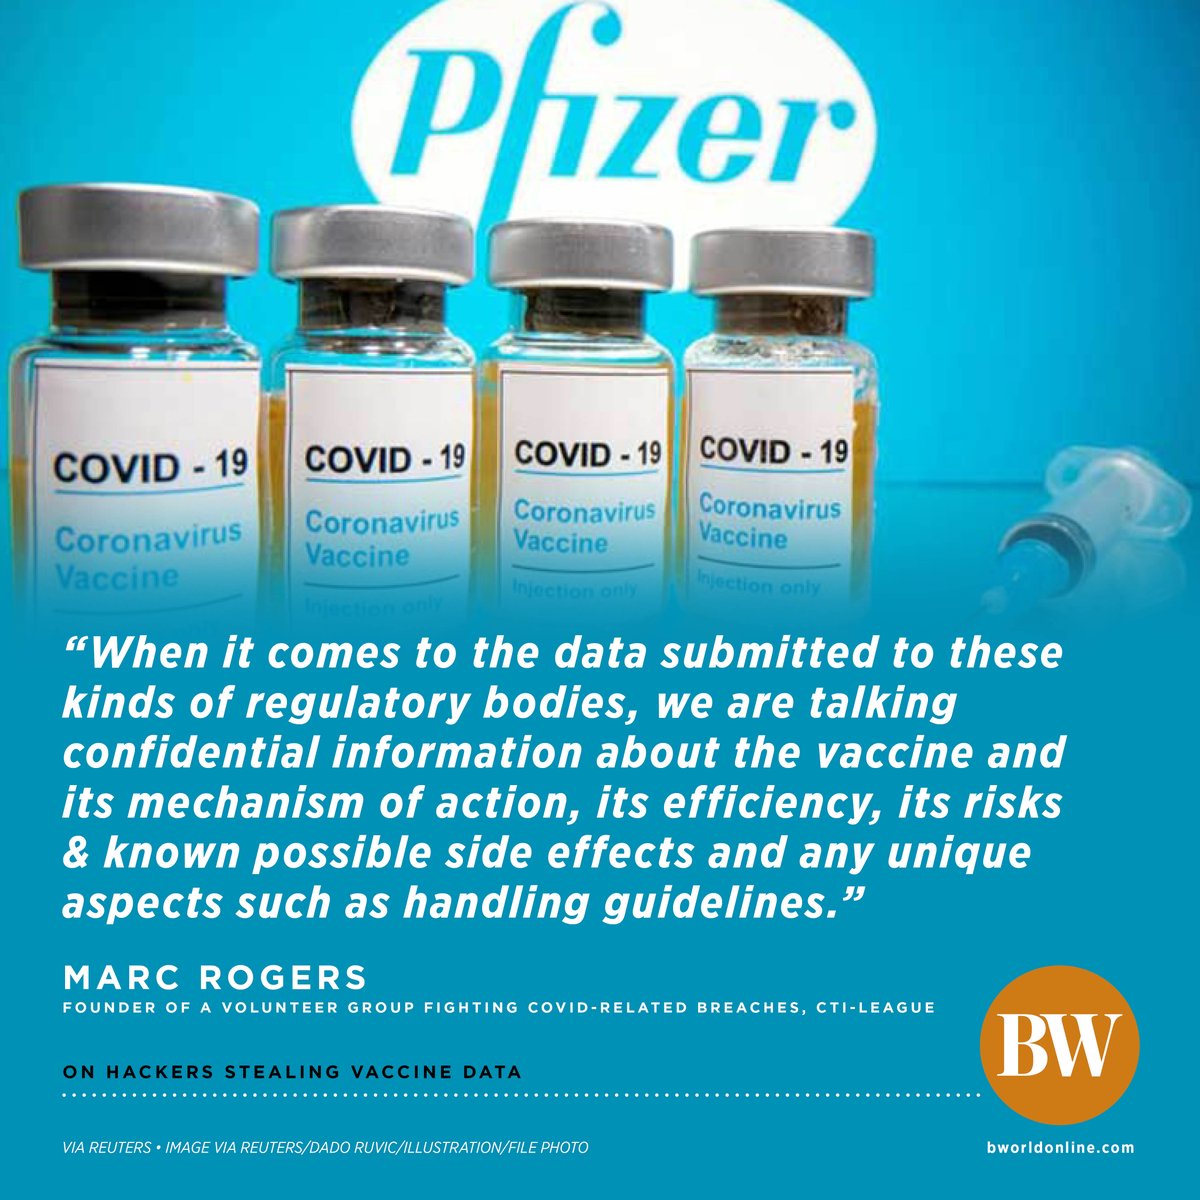 Pfizer
COVID - 19
Coronavirus
Vaccine
COVID - 19
Coronavirus
Vaccine
Injection only
COVID - 19
Coronavirus
Vaccine
Injection only
COVID - 19
Coronavirus
Vaccine
Injection only
“When it comes to the data submitted to these
kinds of regulatory bodies, we are talking
confidential information about the vaccine and
its mechanism of action, its efficiency, its risks
& known possible side effects and any unique
aspects such as handling guidelines.”
MARC ROGERS
FOUNDER OF A VOLUNTEER GROUP FIGHTING COVID-RELATED BREACHES, CTI-LEAGUE
ON HACKERS STEALING VACCINE DATA
BW
VIA REUTERS • IMAGE VIA REUTERS/DADO RUVIC/ILLUSTRATION/FILE PHOTO
bworldonline.com